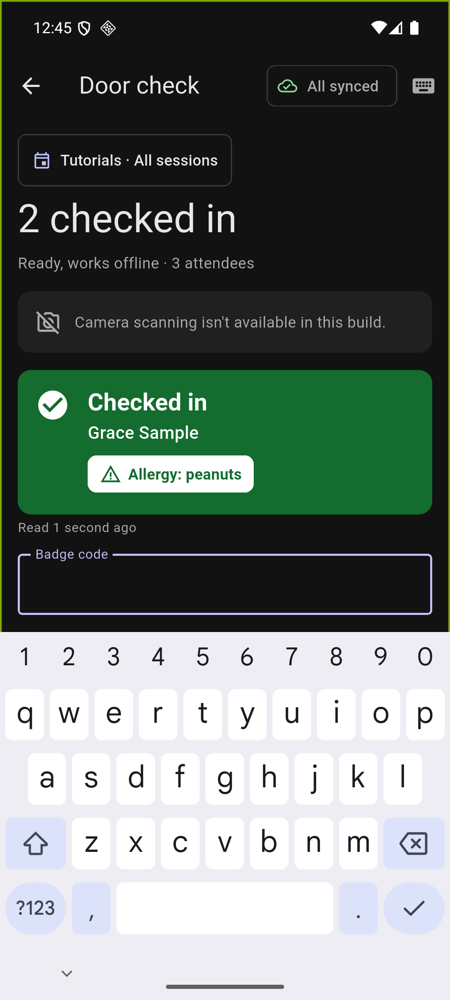 12:45
Door check
All synced
Tutorials · All sessions
2 checked in
Ready, works offline · 3 attendees
Camera scanning isn't available in this build.
Checked in
Grace Sample
Allergy: peanuts
Read 1 second ago
Badge code
1 2 3 4 5 6 7 8 9 0
q w e r t y u i o p
a s d f g h j k l
z x c v b n m
?123 , .